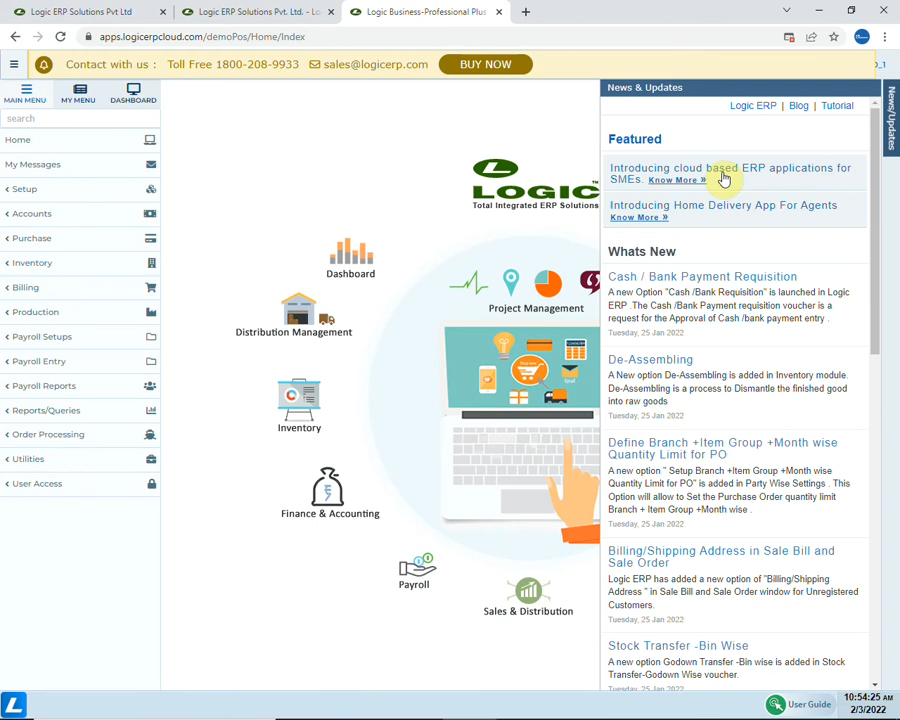 Logic ERP Solutions Pvt Ltd
Logic ERP Solutions Pvt. Ltd. - Lo
Logic Business-Professional Plus
apps.logicerpcloud.com/demoPos/Home/Index
Contact with us : Toll Free 1800-208-9933 sales@logicerp.com BUY NOW
MAIN MENU MY MENU DASHBOARD
search
Home
My Messages
Setup
Accounts
Purchase
Inventory
Billing
Production
Payroll Setups
Payroll Entry
Payroll Reports
Reports/Queries
Order Processing
Utilities
User Access
LOGIC
Total Integrated ERP Solutions
Dashboard
Project Management
Distribution Management
Inventory
Finance & Accounting
Payroll
Sales & Distribution
News & Updates
News/Updates
Logic ERP | Blog | Tutorial
Featured
Introducing cloud based ERP applications for
SMEs. Know More »
Introducing Home Delivery App For Agents
Know More »
Whats New
Cash / Bank Payment Requisition
A new Option "Cash /Bank Requisition" is launched in Logic
ERP .The Cash /Bank Payment requisition voucher is a
request for the Approval of Cash /bank payment entry .
Tuesday, 25 Jan 2022
De-Assembling
A New option De-Assembling is added in Inventory module.
De-Assembling is a process to Dismantle the finished good
into raw goods
Tuesday, 25 Jan 2022
Define Branch +Item Group +Month wise
Quantity Limit for PO
A new option " Setup Branch +Item Group +Month wise
Quantity Limit for PO" is added in Party Wise Settings . This
Option will allow to Set the Purchase Order quantity limit
Branch + Item Group +Month wise .
Tuesday, 25 Jan 2022
Billing/Shipping Address in Sale Bill and
Sale Order
Logic ERP has added a new option of "Billing/Shipping
Address " in Sale Bill and Sale Order window for Unregistered
Customers.
Tuesday, 25 Jan 2022
Stock Transfer -Bin Wise
A new option Godown Transfer -Bin wise is added in Stock
Transfer-Godown Wise voucher.
User Guide
10:54:25 AM
2/3/2022